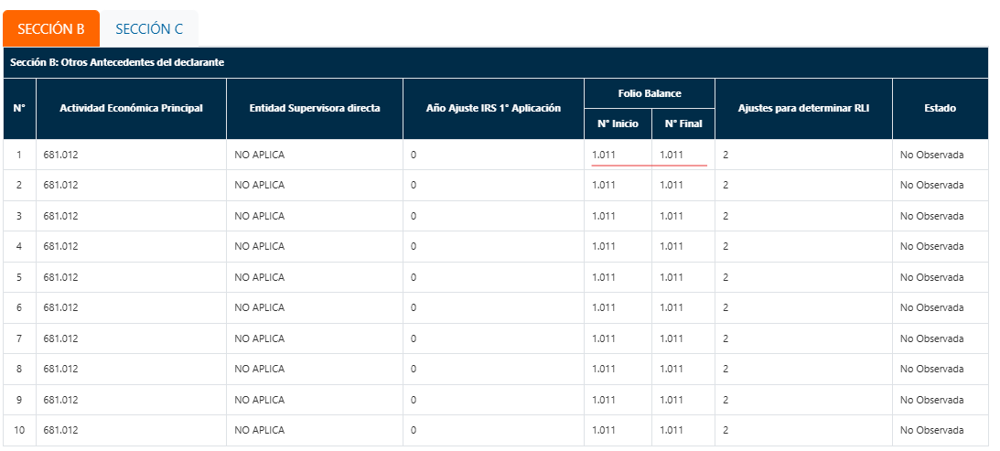 SECCIÓN B SECCIÓN C
Sección B: Otros Antecedentes del declarante
N° Actividad Económica Principal Entidad Supervisora directa Año Ajuste IRS 1° Aplicación Folio Balance Ajustes para determinar RLI Estado
N° Inicio N° Final
1 681.012 NO APLICA 0 1.011 1.011 2 No Observada
2 681.012 NO APLICA 0 1.011 1.011 2 No Observada
3 681.012 NO APLICA 0 1.011 1.011 2 No Observada
4 681.012 NO APLICA 0 1.011 1.011 2 No Observada
5 681.012 NO APLICA 0 1.011 1.011 2 No Observada
6 681.012 NO APLICA 0 1.011 1.011 2 No Observada
7 681.012 NO APLICA 0 1.011 1.011 2 No Observada
8 681.012 NO APLICA 0 1.011 1.011 2 No Observada
9 681.012 NO APLICA 0 1.011 1.011 2 No Observada
10 681.012 NO APLICA 0 1.011 1.011 2 No Observada